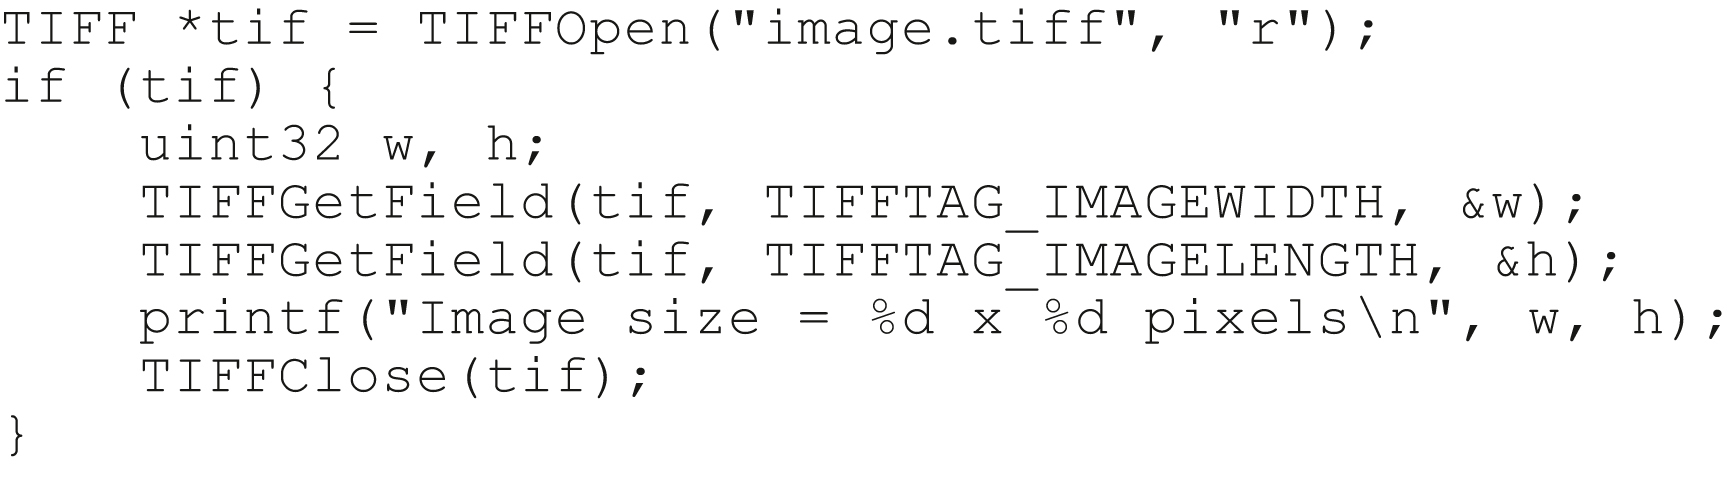 TIFF *tif = TIFFOpen("image.tiff", "r");
if (tif) {
    uint32 w, h;
    TIFFGetField(tif, TIFFTAG_IMAGEWIDTH, &w);
    TIFFGetField(tif, TIFFTAG_IMAGELENGTH, &h);
    printf("Image size = %d x %d pixels\n", w, h);
    TIFFClose(tif);
}